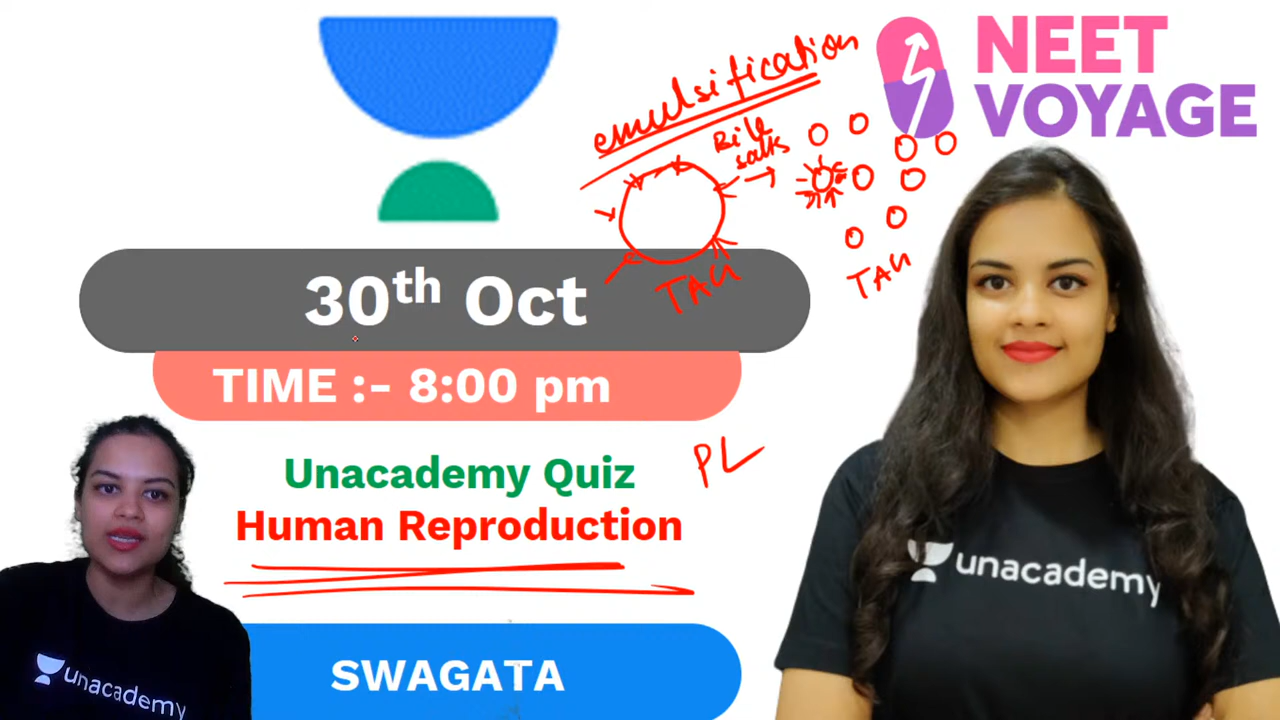 NEET
VOYAGE
emulsification
Bile
salts
TAG
TAG
30th Oct
TIME :- 8:00 pm
Unacademy Quiz
Human Reproduction
PL
SWAGATA
unacademy
unacademy